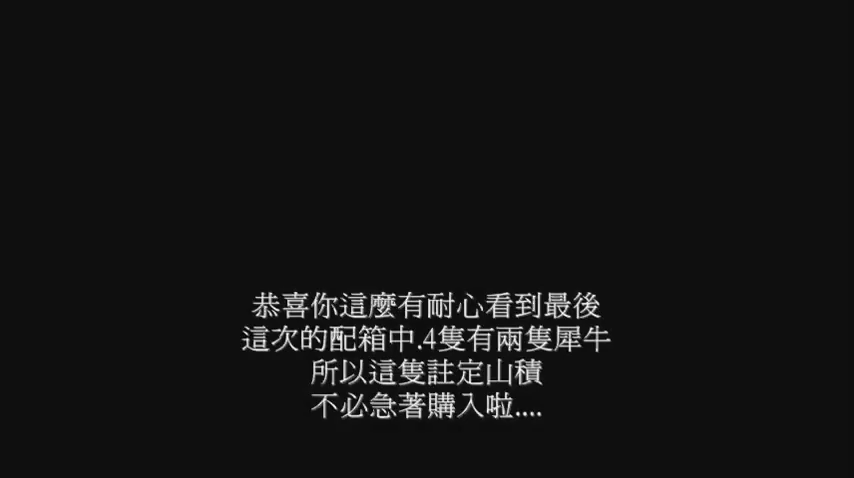 恭喜你這麼有耐心看到最後
這次的配箱中.4隻有兩隻犀牛
所以這隻註定山積
不必急著購入啦....